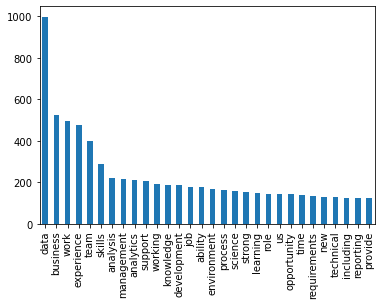 1000
800
600
400
200
0
data
business
work
experience
team
skills
analysis
management
analytics
support
working
knowledge
development
job
ability
environment
process
science
strong
learning
role
us
opportunity
time
requirements
new
technical
including
reporting
provide